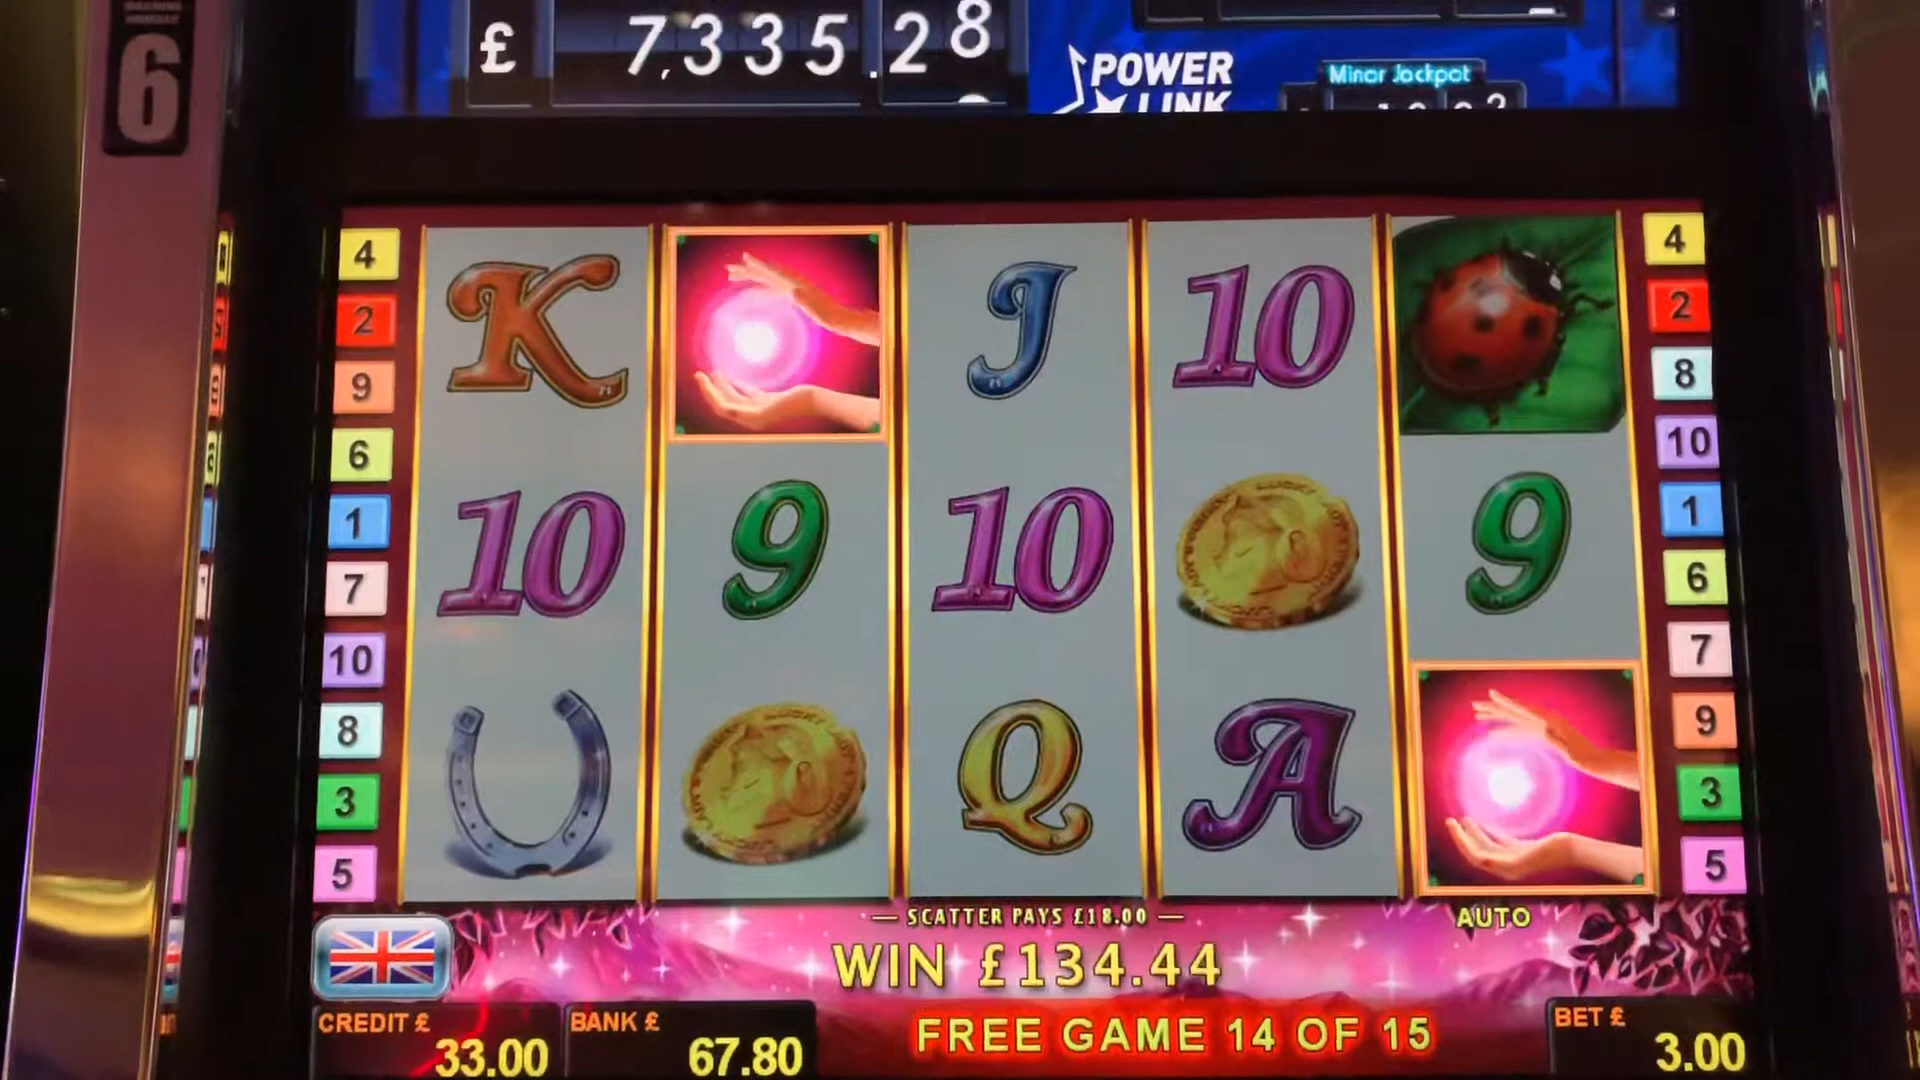 6
£ 7,335.28
POWER
LINK
Minor Jackpot
4 K J 10 4
2 2
9 8
6 10
1 10 9 10 9 1
7 6
10 7
8 Q A 9
3 3
5 5
SCATTER PAYS £18.00
AUTO
WIN £134.44
CREDIT £ 33.00
BANK £ 67.80
FREE GAME 14 OF 15
BET £ 3.00